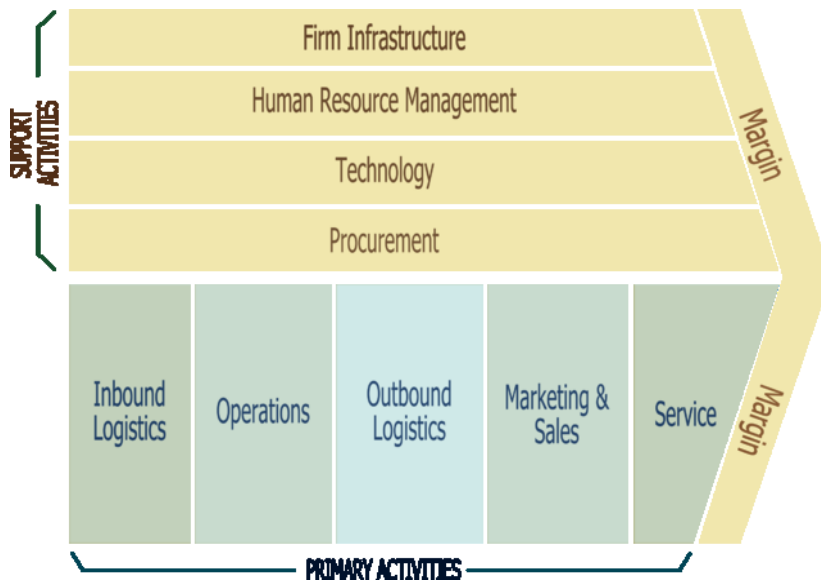 Firm Infrastructure
Human Resource Management
Technology
Procurement
SUPPORT
ACTIVITIES
Margin
Inbound
Logistics
Operations
Outbound
Logistics
Marketing &
Sales
Service
Margin
PRIMARY ACTIVITIES